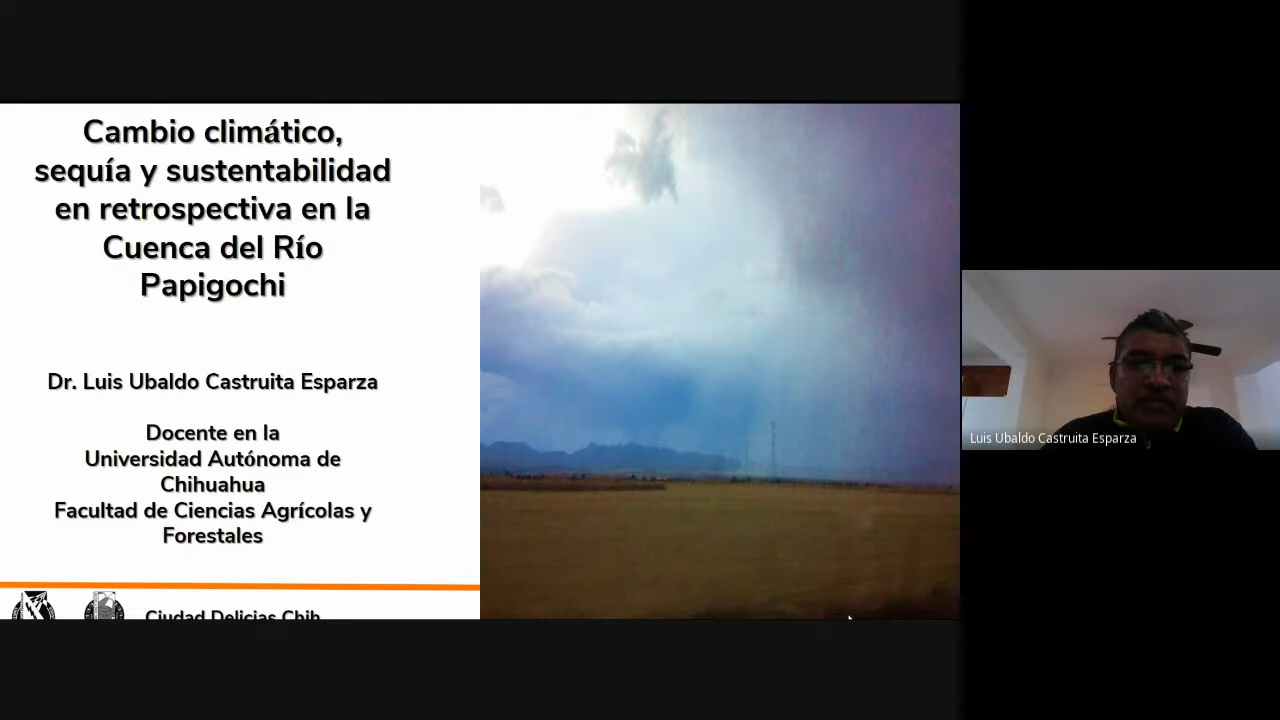 Cambio climático,
sequía y sustentabilidad
en retrospectiva en la
Cuenca del Río
Papigochi
Dr. Luis Ubaldo Castruita Esparza
Docente en la
Universidad Autónoma de
Chihuahua
Facultad de Ciencias Agrícolas y
Forestales
Ciudad Delicias Chih
Luis Ubaldo Castruita Esparza